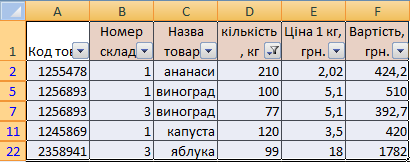 A B C D E F
Номер Назва кількість Ціна 1 кг, Вартість,
1 Код тов склад товар , кг грн. грн.
2 1255478 1 ананаси 210 2,02 424,2
5 1256893 1 виноград 100 5,1 510
7 1256893 3 виноград 77 5,1 392,7
11 1245869 1 капуста 120 3,5 420
22 2358941 3 яблука 99 18 1782